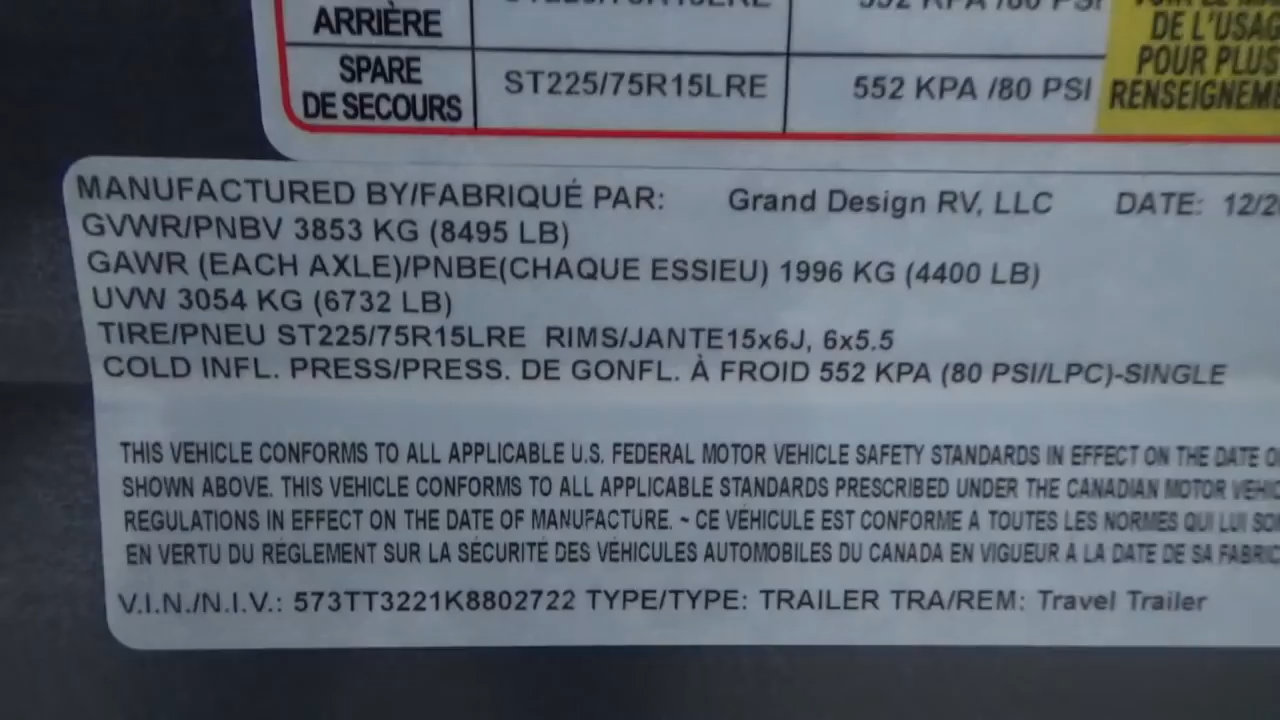 ARRIÈRE
SPARE
DE SECOURS
ST225/75R15LRE
552 KPA /80 PSI
DE L'USAG
POUR PLUS
RENSEIGNEME
MANUFACTURED BY/FABRIQUÉ PAR: Grand Design RV, LLC DATE: 12/2
GVWR/PNBV 3853 KG (8495 LB)
GAWR (EACH AXLE)/PNBE(CHAQUE ESSIEU) 1996 KG (4400 LB)
UVW 3054 KG (6732 LB)
TIRE/PNEU ST225/75R15LRE RIMS/JANTE15x6J, 6x5.5
COLD INFL. PRESS/PRESS. DE GONFL. À FROID 552 KPA (80 PSI/LPC)-SINGLE
THIS VEHICLE CONFORMS TO ALL APPLICABLE U.S. FEDERAL MOTOR VEHICLE SAFETY STANDARDS IN EFFECT ON THE DATE O
SHOWN ABOVE. THIS VEHICLE CONFORMS TO ALL APPLICABLE STANDARDS PRESCRIBED UNDER THE CANADIAN MOTOR VEHIC
REGULATIONS IN EFFECT ON THE DATE OF MANUFACTURE. ~ CE VÉHICULE EST CONFORME A TOUTES LES NORMES QUI LUI SO
EN VERTU DU RÈGLEMENT SUR LA SÉCURITÉ DES VÉHICULES AUTOMOBILES DU CANADA EN VIGUEUR A LA DATE DE SA FABRIC
V.I.N./N.I.V.: 573TT3221K8802722 TYPE/TYPE: TRAILER TRA/REM: Travel Trailer